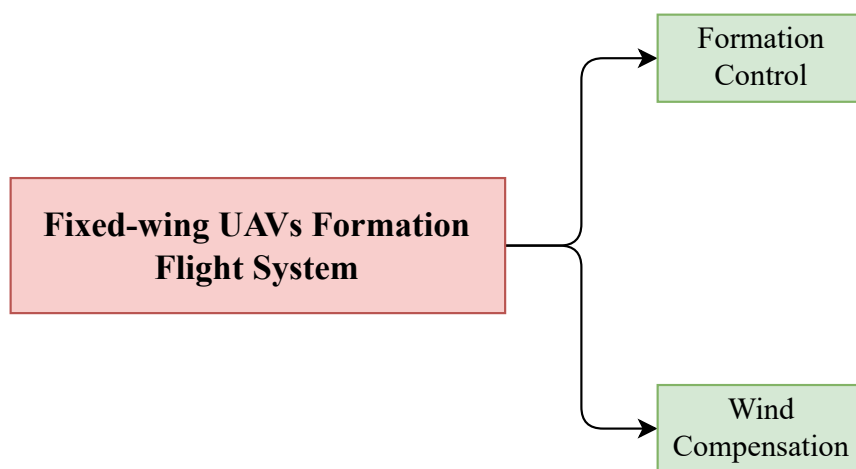 Formation
Control
Fixed-wing UAVs Formation
Flight System
Wind
Compensation